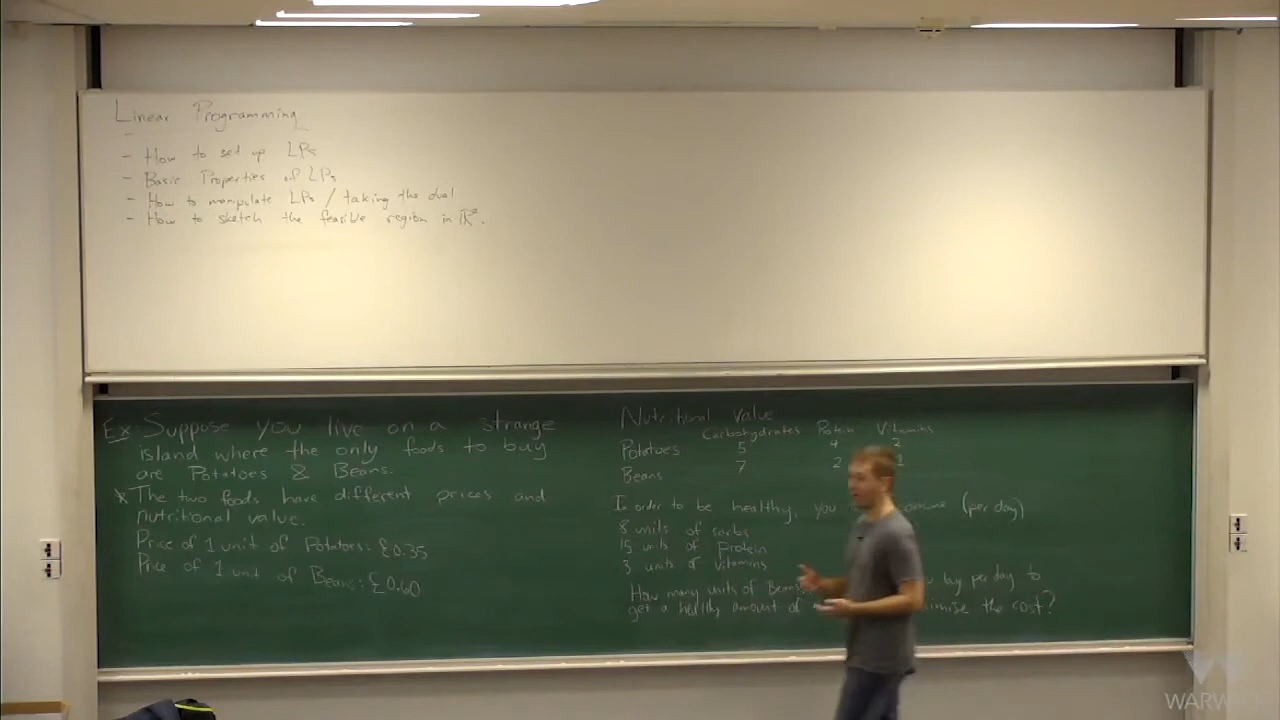 Linear Programming
- How to set up LPs
- Basic Properties of LPs
- How to manipulate LPs / taking the dual
- How to sketch the feasible region in ℝ².
Ex Suppose you live on a strange
island where the only foods to buy
are Potatoes & Beans.
* The two foods have different prices and
nutritional value.
Price of 1 unit of Potatoes: £0.35
Price of 1 unit of Beans: £0.60
Nutritional Value
Carbohydrates Protein Vitamins
Potatoes 5 4 2
Beans 7 2 1
In order to be healthy, you (per day)
8 units of carbs
15 units of Protein
3 units of vitamins
How many units of Beans buy per day to
get a healthy amount of the cost?
WARW